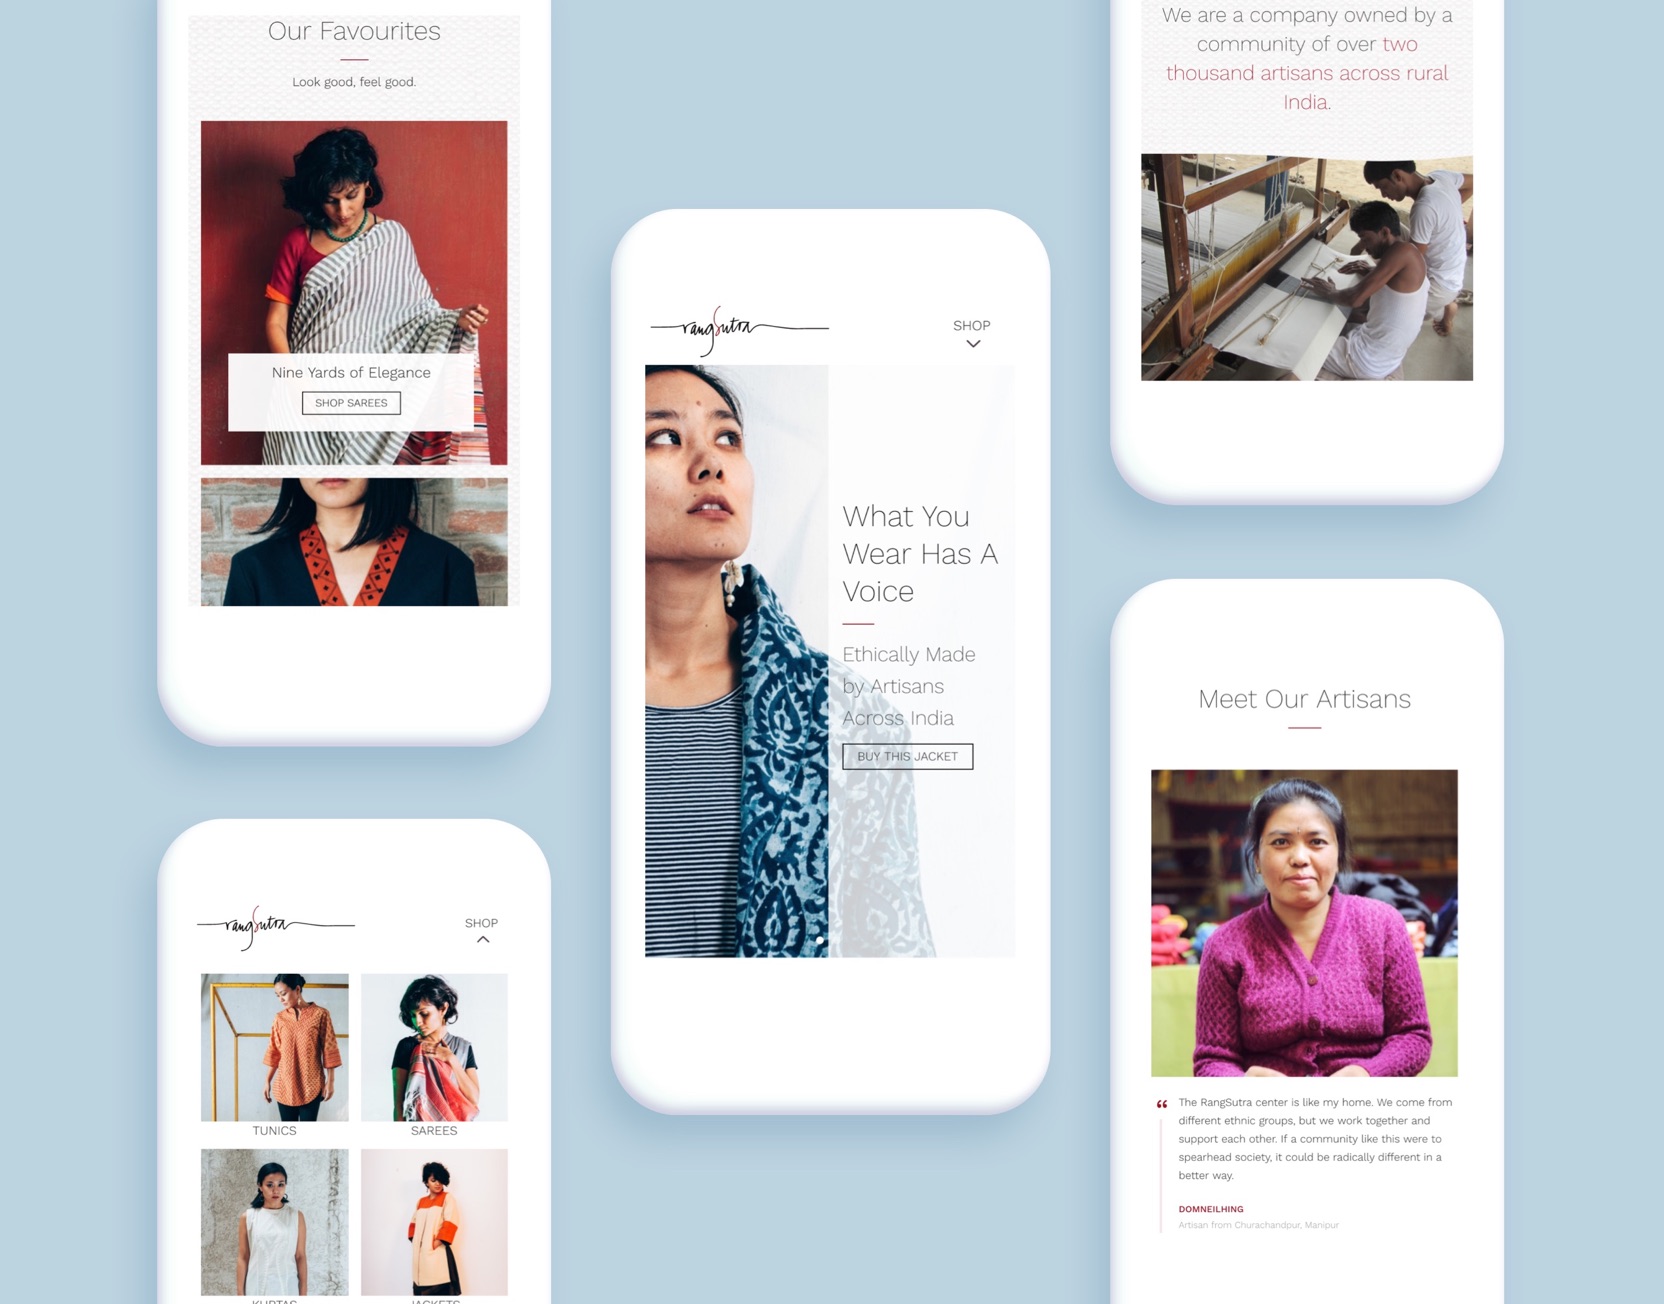 Our Favourites
Look good, feel good.
Nine Yards of Elegance
SHOP SAREES
rangSutra
SHOP
TUNICS
SAREES
KURTAS
JACKETS
rangSutra
SHOP
What You
Wear Has A
Voice
Ethically Made
by Artisans
Across India
BUY THIS JACKET
We are a company owned by a
community of over two
thousand artisans across rural
India.
Meet Our Artisans
“ The RangSutra center is like my home. We come from
different ethnic groups, but we work together and
support each other. If a community like this were to
spearhead society, it could be radically different in a
better way.
DOMNEILHING
Artisan from Churachandpur, Manipur